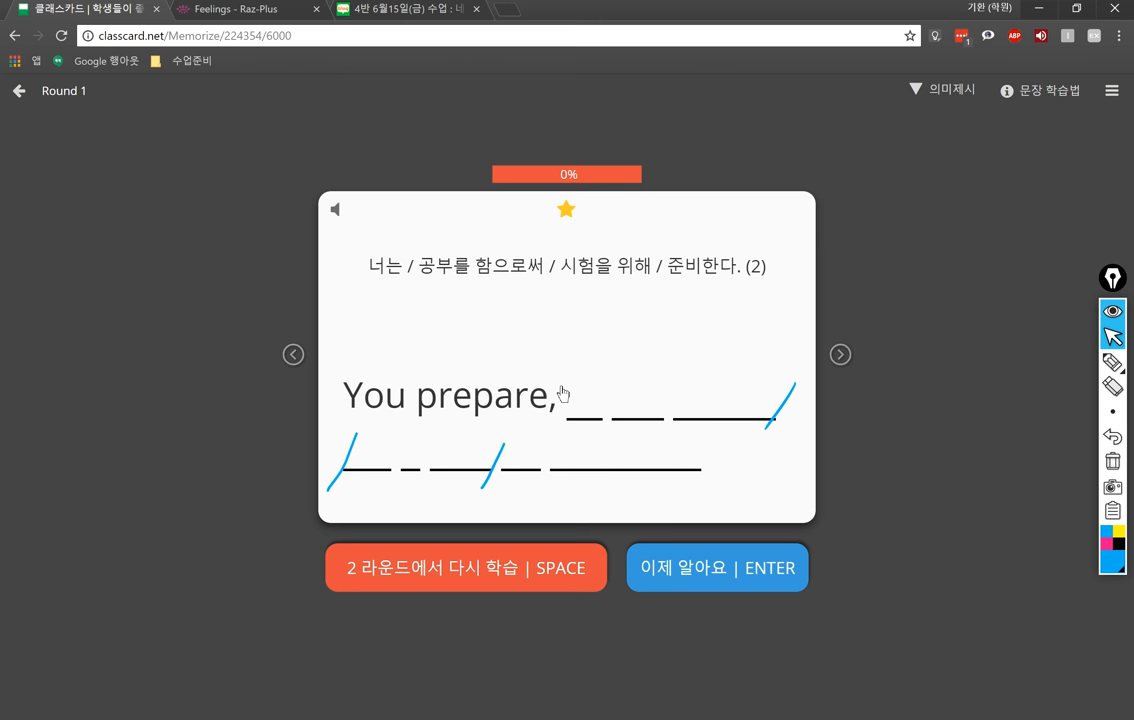 클래스카드 | 학생들이 즐
Feelings - Raz-Plus
4반 6월15일(금) 수업 : 네
기환 (학원)
classcard.net/Memorize/224354/6000
앱
Google 행아웃
수업준비
Round 1
의미제시
문장 학습법
0%
너는 / 공부를 함으로써 / 시험을 위해 / 준비한다. (2)
You prepare,
2 라운드에서 다시 학습 | SPACE
이제 알아요 | ENTER